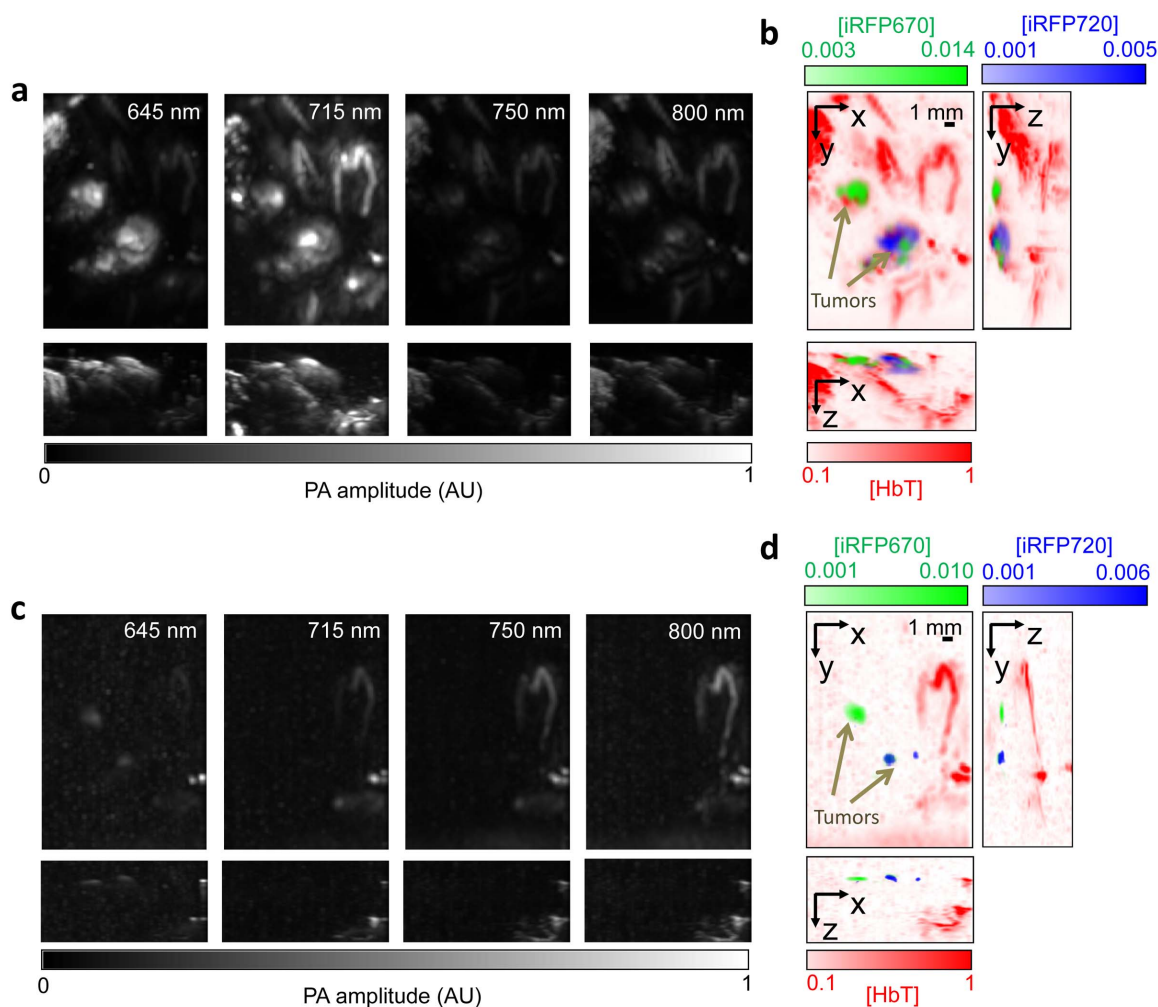 a
645 nm
715 nm
750 nm
800 nm
0
1
PA amplitude (AU)
b
[iRFP670]
[iRFP720]
0.003
0.014
0.001
0.005
x
y
1 mm
z
y
Tumors
x
z
0.1
1
[HbT]
c
645 nm
715 nm
750 nm
800 nm
0
1
PA amplitude (AU)
d
[iRFP670]
[iRFP720]
0.001
0.010
0.001
0.006
x
y
1 mm
z
y
Tumors
x
z
0.1
1
[HbT]